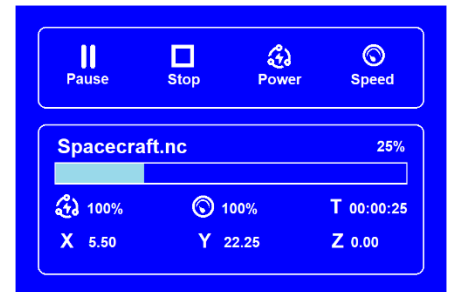 Pause Stop Power Speed
Spacecraft.nc 25%
100% 100% T 00:00:25
X 5.50 Y 22.25 Z 0.00